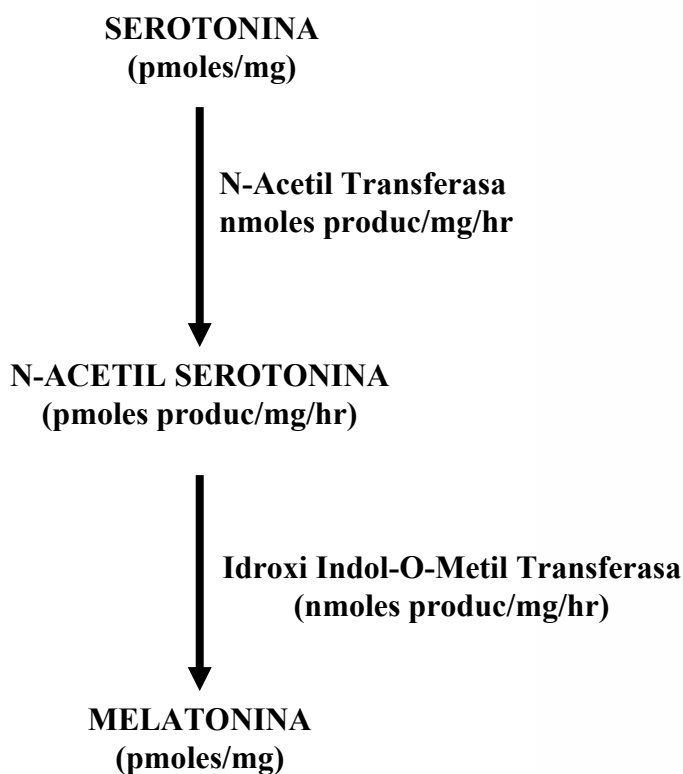 SEROTONINA
(pmoles/mg)
N-Acetil Transferasa
nmoles produc/mg/hr
N-ACETIL SEROTONINA
(pmoles produc/mg/hr)
Idroxi Indol-O-Metil Transferasa
(nmoles produc/mg/hr)
MELATONINA
(pmoles/mg)